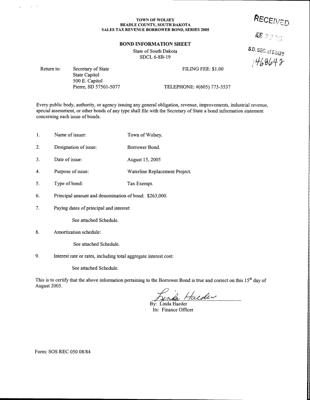 TOWN OF WOLSEY
BEADLE COUNTY, SOUTH DAKOTA
SALES TAX REVENUE BORROWER BOND, SERIES 2005
RECEIVED
S.D. SEC. OF STATE
1468648
BOND INFORMATION SHEET
State of South Dakota
SDCL 6-8B-19
Return to: Secretary of State FILING FEE: $1.00
State Capitol
500 E. Capitol
Pierre, SD 57501-5077 TELEPHONE: #(605) 773-3537
Every public body, authority, or agency issuing any general obligation, revenue, improvements, industrial revenue,
special assessment, or other bonds of any type shall file with the Secretary of State a bond information statement
concerning each issue of bonds.
1. Name of issuer: Town of Wolsey.
2. Designation of issue: Borrower Bond.
3. Date of issue: August 15, 2005
4. Purpose of issue: Waterline Replacement Project.
5. Type of bond: Tax Exempt.
6. Principal amount and denomination of bond: $263,000.
7. Paying dates of principal and interest:
See attached Schedule.
8. Amortization schedule:
See attached Schedule.
9. Interest rate or rates, including total aggregate interest cost:
See attached Schedule.
This is to certify that the above information pertaining to the Borrower Bond is true and correct on this 15th day of
August 2005.
Linda Harder
By: Linda Harder
Its: Finance Officer
Form: SOS REC 050 08/84